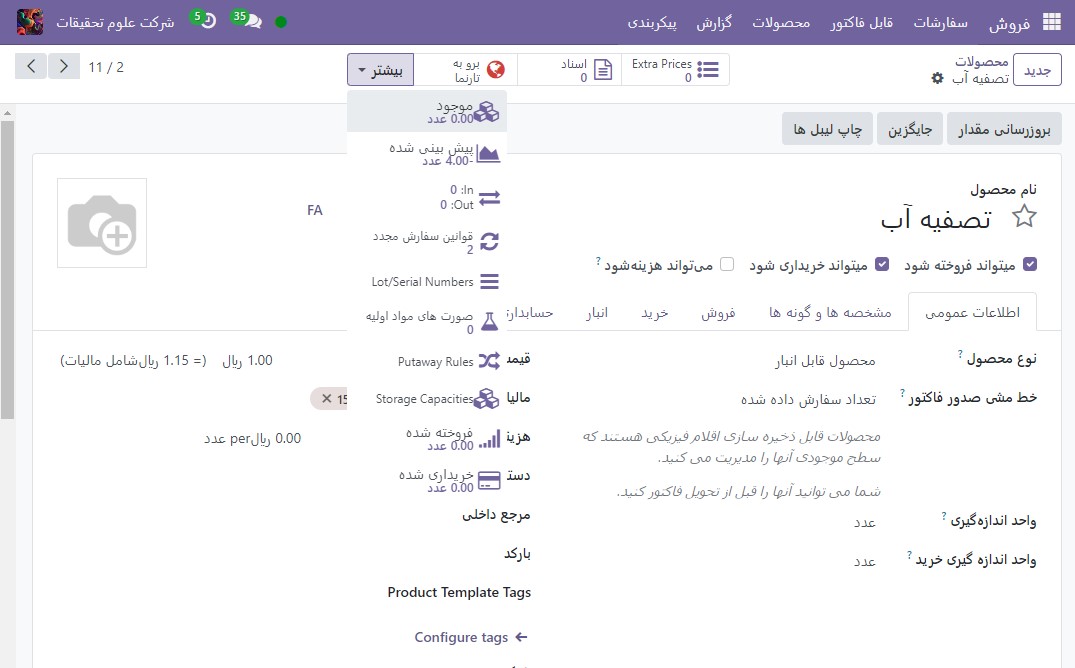 فروش
سفارشات
قابل فاکتور
محصولات
گزارش
پیکربندی
35
5
شرکت علوم تحقیقات
جدید
محصولات
تصفیه آب
Extra Prices
0
اسناد
0
برو به
تارنما
بیشتر
11 / 2
بروزرسانی مقدار
جایگزین
چاپ لیبل ها
موجود
0.00 عدد
پیش بینی شده
-4.00 عدد
In: 0
Out: 0
قوانین سفارش مجدد
2
Lot/Serial Numbers
صورت های مواد اولیه
0
Putaway Rules
Storage Capacities
فروخته شده
0.00 عدد
خریداری شده
0.00 عدد
نام محصول
تصفیه آب
FA
میتواند فروخته شود
میتواند خریداری شود
می‌تواند هزینه‌شود ?
اطلاعات عمومی
مشخصه ها و گونه ها
فروش
خرید
انبار
حسابدار
نوع محصول ?
محصول قابل انبار
خط مشی صدور فاکتور ?
تعداد سفارش داده شده
محصولات قابل ذخیره سازی اقلام فیزیکی هستند که
سطح موجودی آنها را مدیریت می کنید.
شما می توانید آنها را قبل از تحویل فاکتور کنید.
واحد اندازه‌گیری ?
عدد
واحد اندازه گیری خرید ?
عدد
قیم
1.00 ریال (= 1.15 ریال‌شامل مالیات)
مالیا
15
هزین
0.00 ریال‌per عدد
دست
مرجع داخلی
بارکد
Product Template Tags
Configure tags